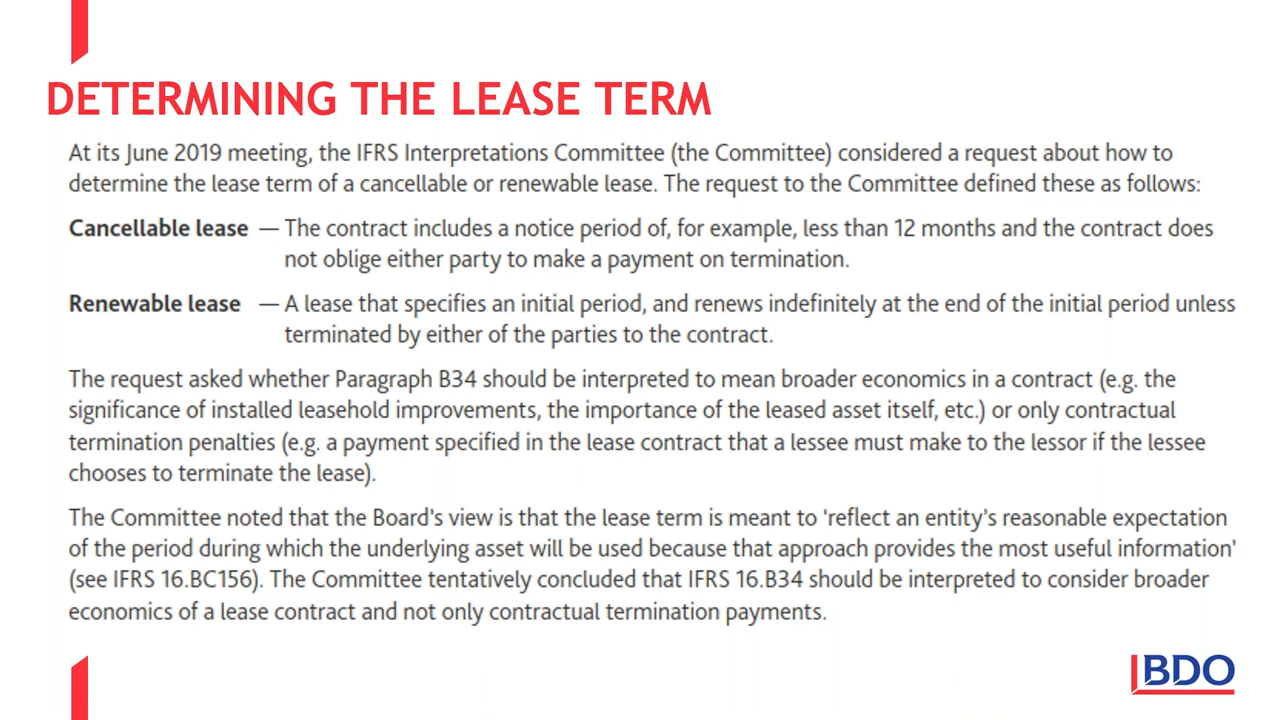 DETERMINING THE LEASE TERM
At its June 2019 meeting, the IFRS Interpretations Committee (the Committee) considered a request about how to
determine the lease term of a cancellable or renewable lease. The request to the Committee defined these as follows:
Cancellable lease — The contract includes a notice period of, for example, less than 12 months and the contract does
not oblige either party to make a payment on termination.
Renewable lease — A lease that specifies an initial period, and renews indefinitely at the end of the initial period unless
terminated by either of the parties to the contract.
The request asked whether Paragraph B34 should be interpreted to mean broader economics in a contract (e.g. the
significance of installed leasehold improvements, the importance of the leased asset itself, etc.) or only contractual
termination penalties (e.g. a payment specified in the lease contract that a lessee must make to the lessor if the lessee
chooses to terminate the lease).
The Committee noted that the Board's view is that the lease term is meant to 'reflect an entity's reasonable expectation
of the period during which the underlying asset will be used because that approach provides the most useful information'
(see IFRS 16.BC156). The Committee tentatively concluded that IFRS 16.B34 should be interpreted to consider broader
economics of a lease contract and not only contractual termination payments.
BDO